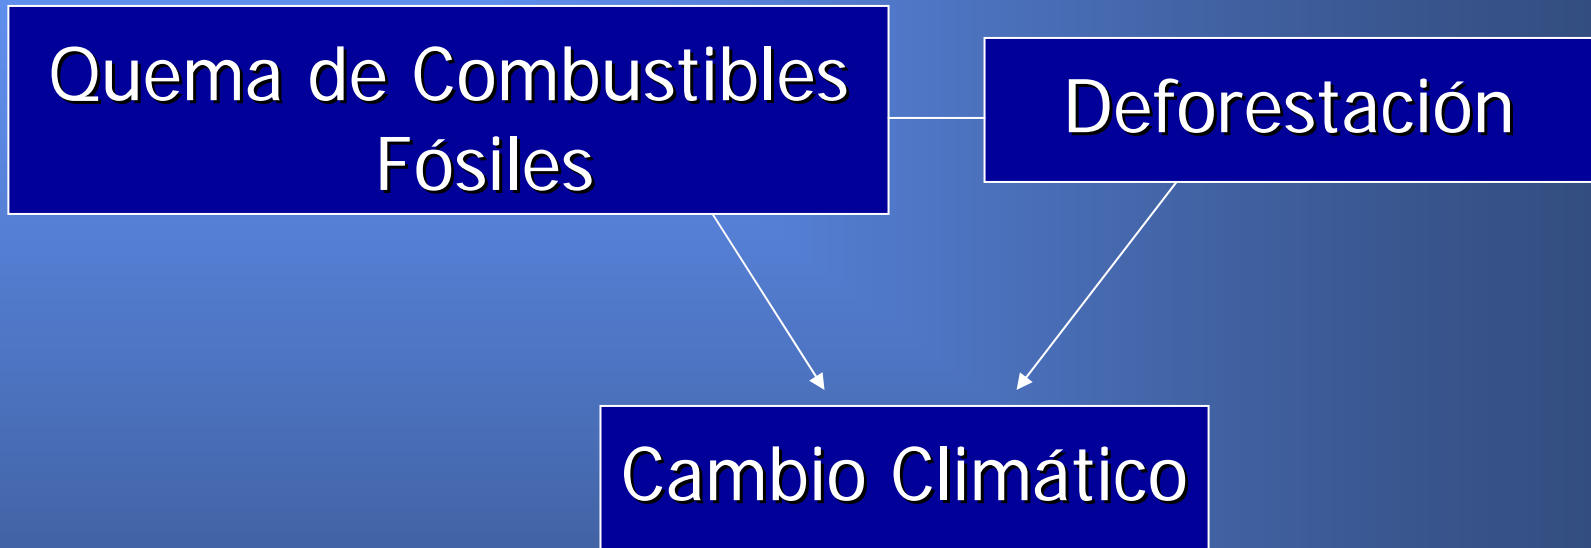 Quema de Combustibles
Fósiles
Deforestación
Cambio Climático